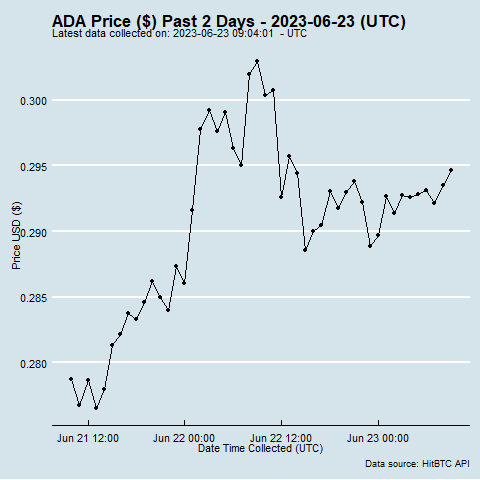 ADA Price ($) Past 2 Days - 2023-06-23 (UTC)
Latest data collected on: 2023-06-23 09:04:01  - UTC
0.300
0.295
0.290
0.285
0.280
Price USD ($)
Jun 21 12:00 Jun 22 00:00 Jun 22 12:00 Jun 23 00:00
Date Time Collected (UTC)
Data source: HitBTC API